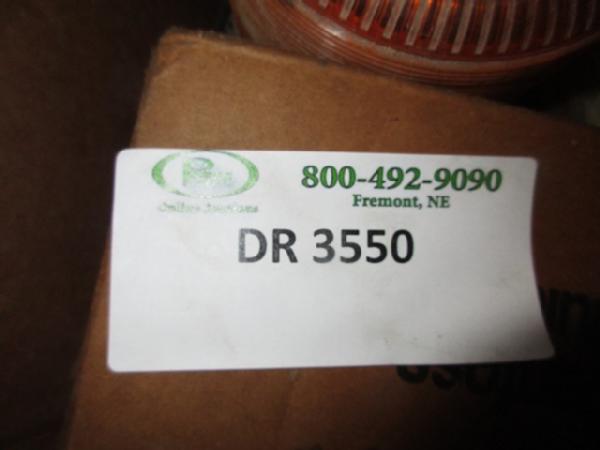 800-492-9090
Fremont, NE
Online Auctions
DR 3550